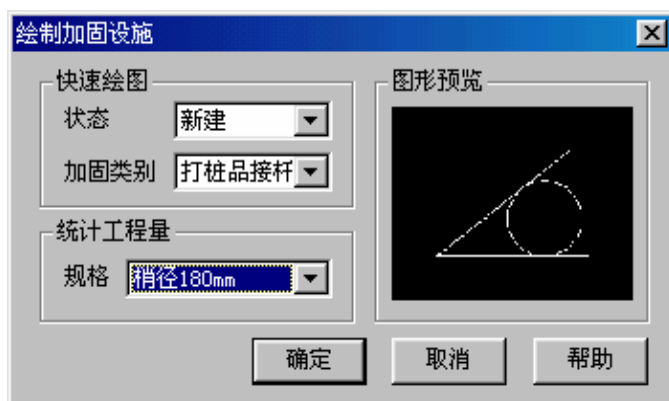 绘制加固设施
快速绘图
状态 新建
加固类别 打桩品接杆
统计工程量
规格 梢径180mm
图形预览
确定 取消 帮助